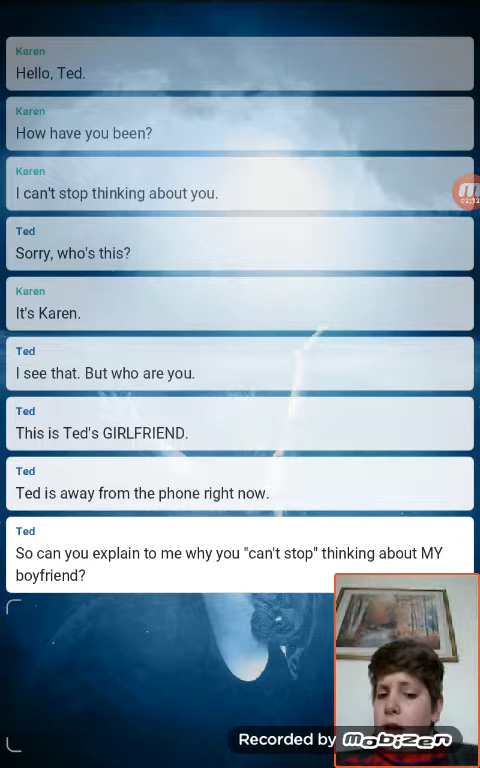 Karen
Hello, Ted.
Karen
How have you been?
Karen
I can't stop thinking about you.
02:32
Ted
Sorry, who's this?
Karen
It's Karen.
Ted
I see that. But who are you.
Ted
This is Ted's GIRLFRIEND.
Ted
Ted is away from the phone right now.
Ted
So can you explain to me why you "can't stop" thinking about MY
boyfriend?
Recorded by Mobizen